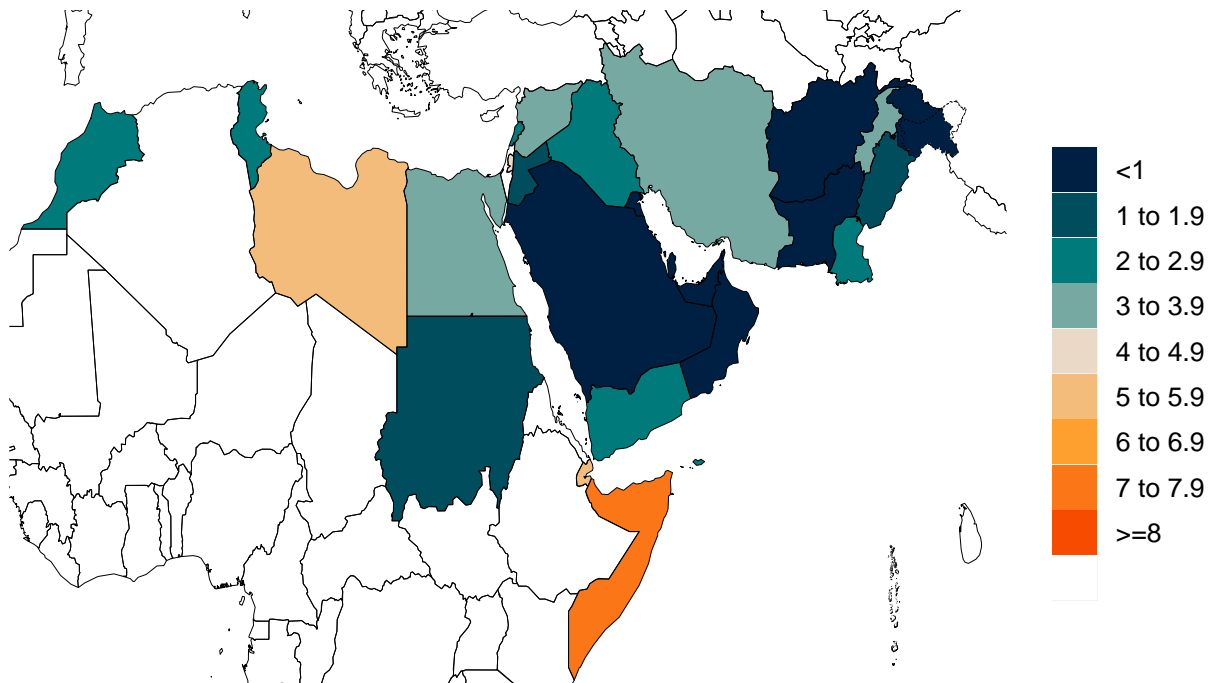 <1
1 to 1.9
2 to 2.9
3 to 3.9
4 to 4.9
5 to 5.9
6 to 6.9
7 to 7.9
>=8